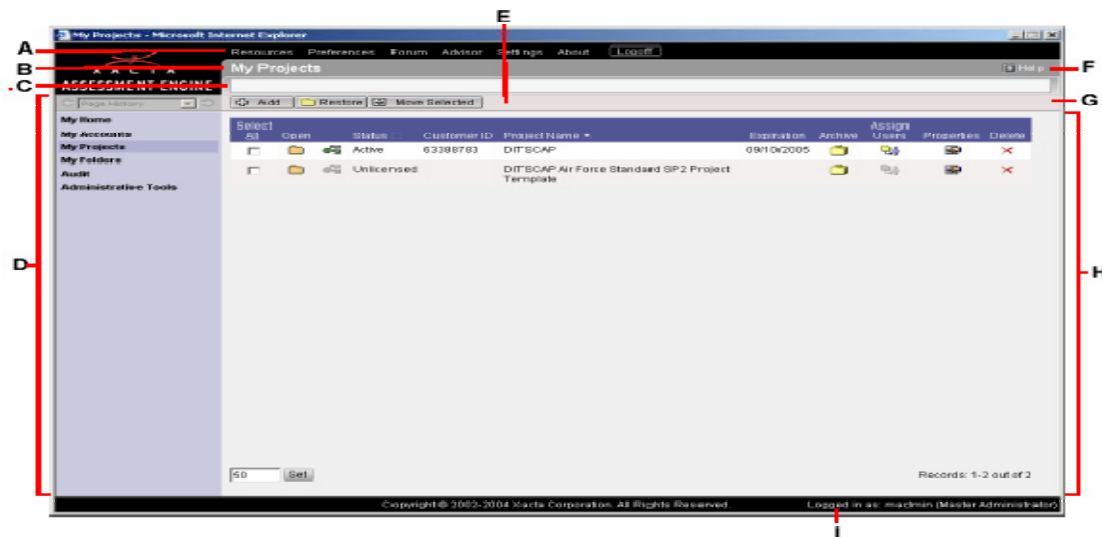 E
My Projects - Microsoft Internet Explorer
A
Resources Preferences Forum Advisor Settings About Logoff
XACTA
B
My Projects
Help
F
C
ASSESSMENT ENGINE
Page History
Add Restore Move Selected
G
My Home
My Accounts
My Projects
My Folders
Audit
Administrative Tools
Select All Open Status Customer ID Project Name Expiration Archive Assign Users Properties Delete
Active 63388783 DITSCAP 09/10/2005
Unlicensed DITSCAP Air Force Standard SP2 Project
Template
D
H
50 Set
Records: 1-2 out of 2
Copyright © 2002-2004 Xacta Corporation. All Rights Reserved.
Logged in as: madmin (Master Administrator)
I